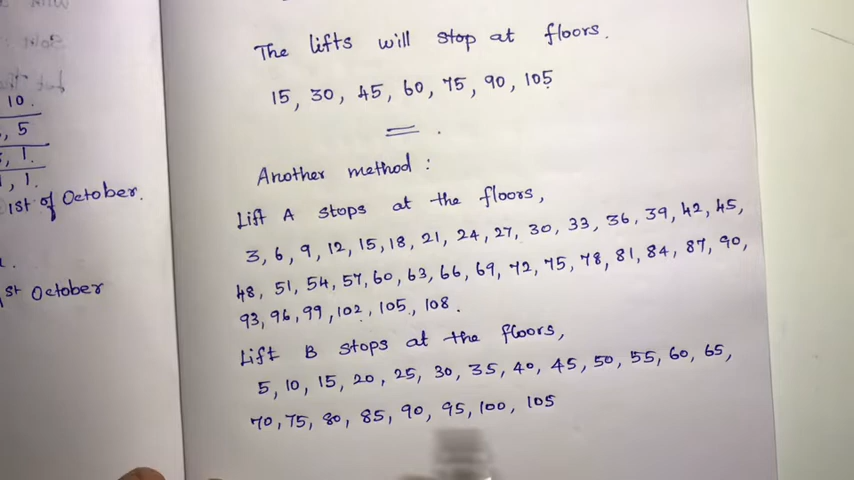 10.
, 5
, 1.
, 1.
1st of October.
1st October
The lifts will stop at floors.
15, 30, 45, 60, 75, 90, 105.
Another method :
Lift A stops at the floors,
3, 6, 9, 12, 15, 18, 21, 24, 27, 30, 33, 36, 39, 42, 45,
48, 51, 54, 57, 60, 63, 66, 69, 72, 75, 78, 81, 84, 87, 90,
93, 96, 99, 102, 105, 108.
Lift B stops at the floors,
5, 10, 15, 20, 25, 30, 35, 40, 45, 50, 55, 60, 65,
70, 75, 80, 85, 90, 95, 100, 105